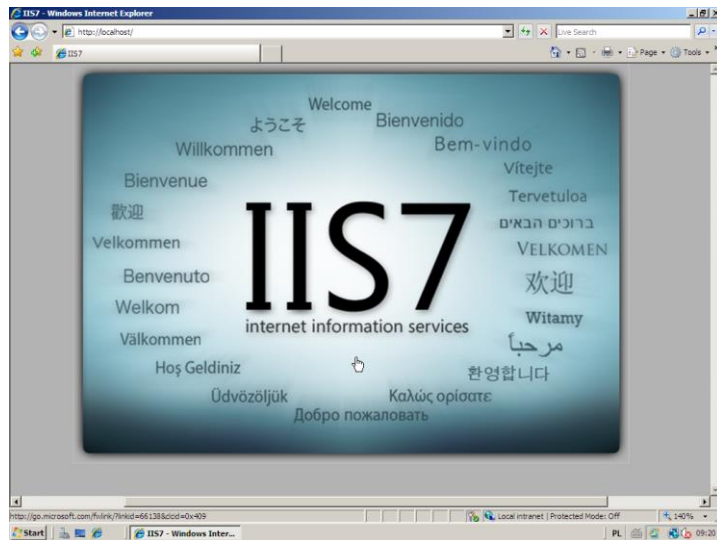 IIS7 - Windows Internet Explorer
http://localhost/
Live Search
IIS7
Page
Tools
Welcome
ようこそ
Bienvenido
Willkommen
Bem-vindo
Vítejte
Bienvenue
Tervetuloa
歡迎
ברוכים הבאים
Velkommen
VELKOMEN
Benvenuto
欢迎
IIS7
Welkom
Witamy
internet information services
Välkommen
مرحباً
Hoş Geldiniz
환영합니다
Üdvözöljük
Καλώς ορίσατε
Добро пожаловать
http://go.microsoft.com/fwlink/?linkid=66138&clcid=0x409
Local intranet | Protected Mode: Off
140%
Start
IIS7 - Windows Inter...
PL
09:20